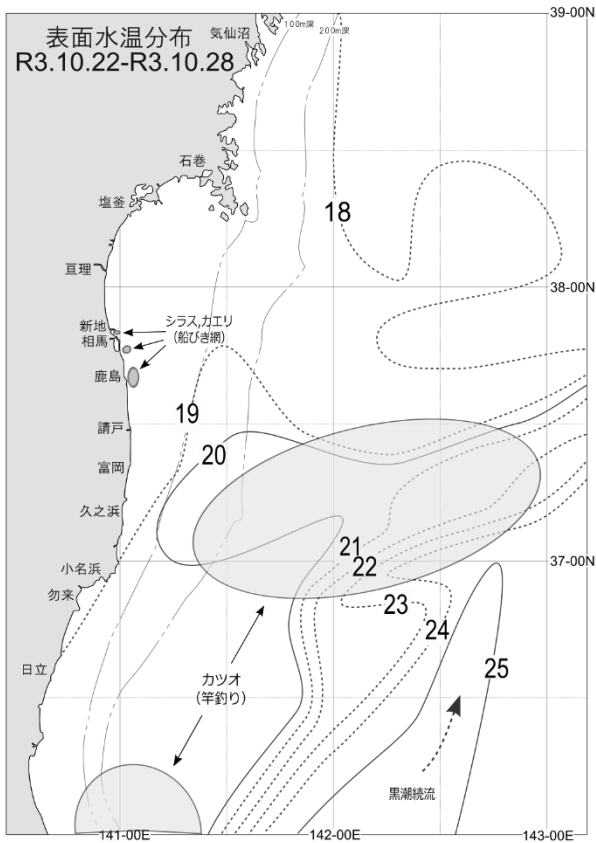 39-00N
表面水温分布
R3.10.22-R3.10.28
気仙沼
100m深
200m深
石巻
塩釜
18
亘理
38-00N
新地
相馬
シラス,カエリ
(船びき網)
鹿島
19
請戸
20
富岡
久之浜
21
37-00N
小名浜
22
勿来
23
24
日立
25
カツオ
(竿釣り)
黒潮続流
141-00E
142-00E
143-00E